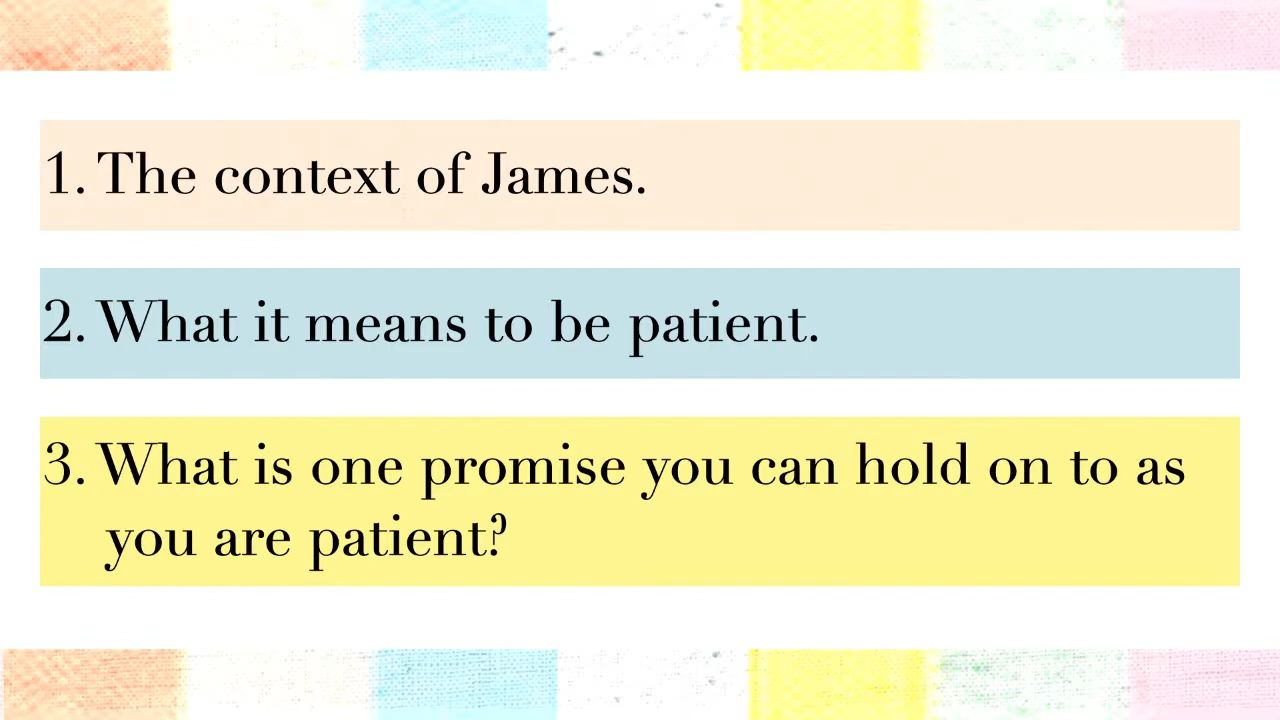 1. The context of James.
2. What it means to be patient.
3. What is one promise you can hold on to as
you are patient?